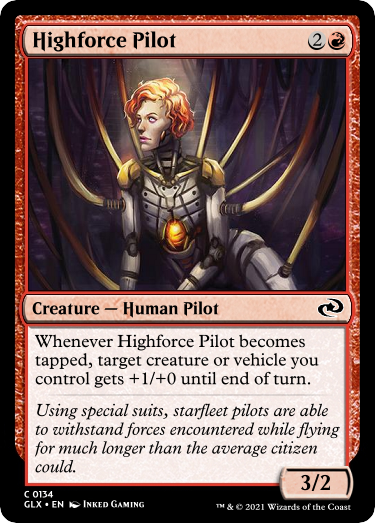 Highforce Pilot 2
Creature — Human Pilot
Whenever Highforce Pilot becomes
tapped, target creature or vehicle you
control gets +1/+0 until end of turn.
Using special suits, starfleet pilots are able
to withstand forces encountered while flying
for much longer than the average citizen
could.
3/2
C 0134
GLX • EN Inked Gaming
™ & © 2021 Wizards of the Coast